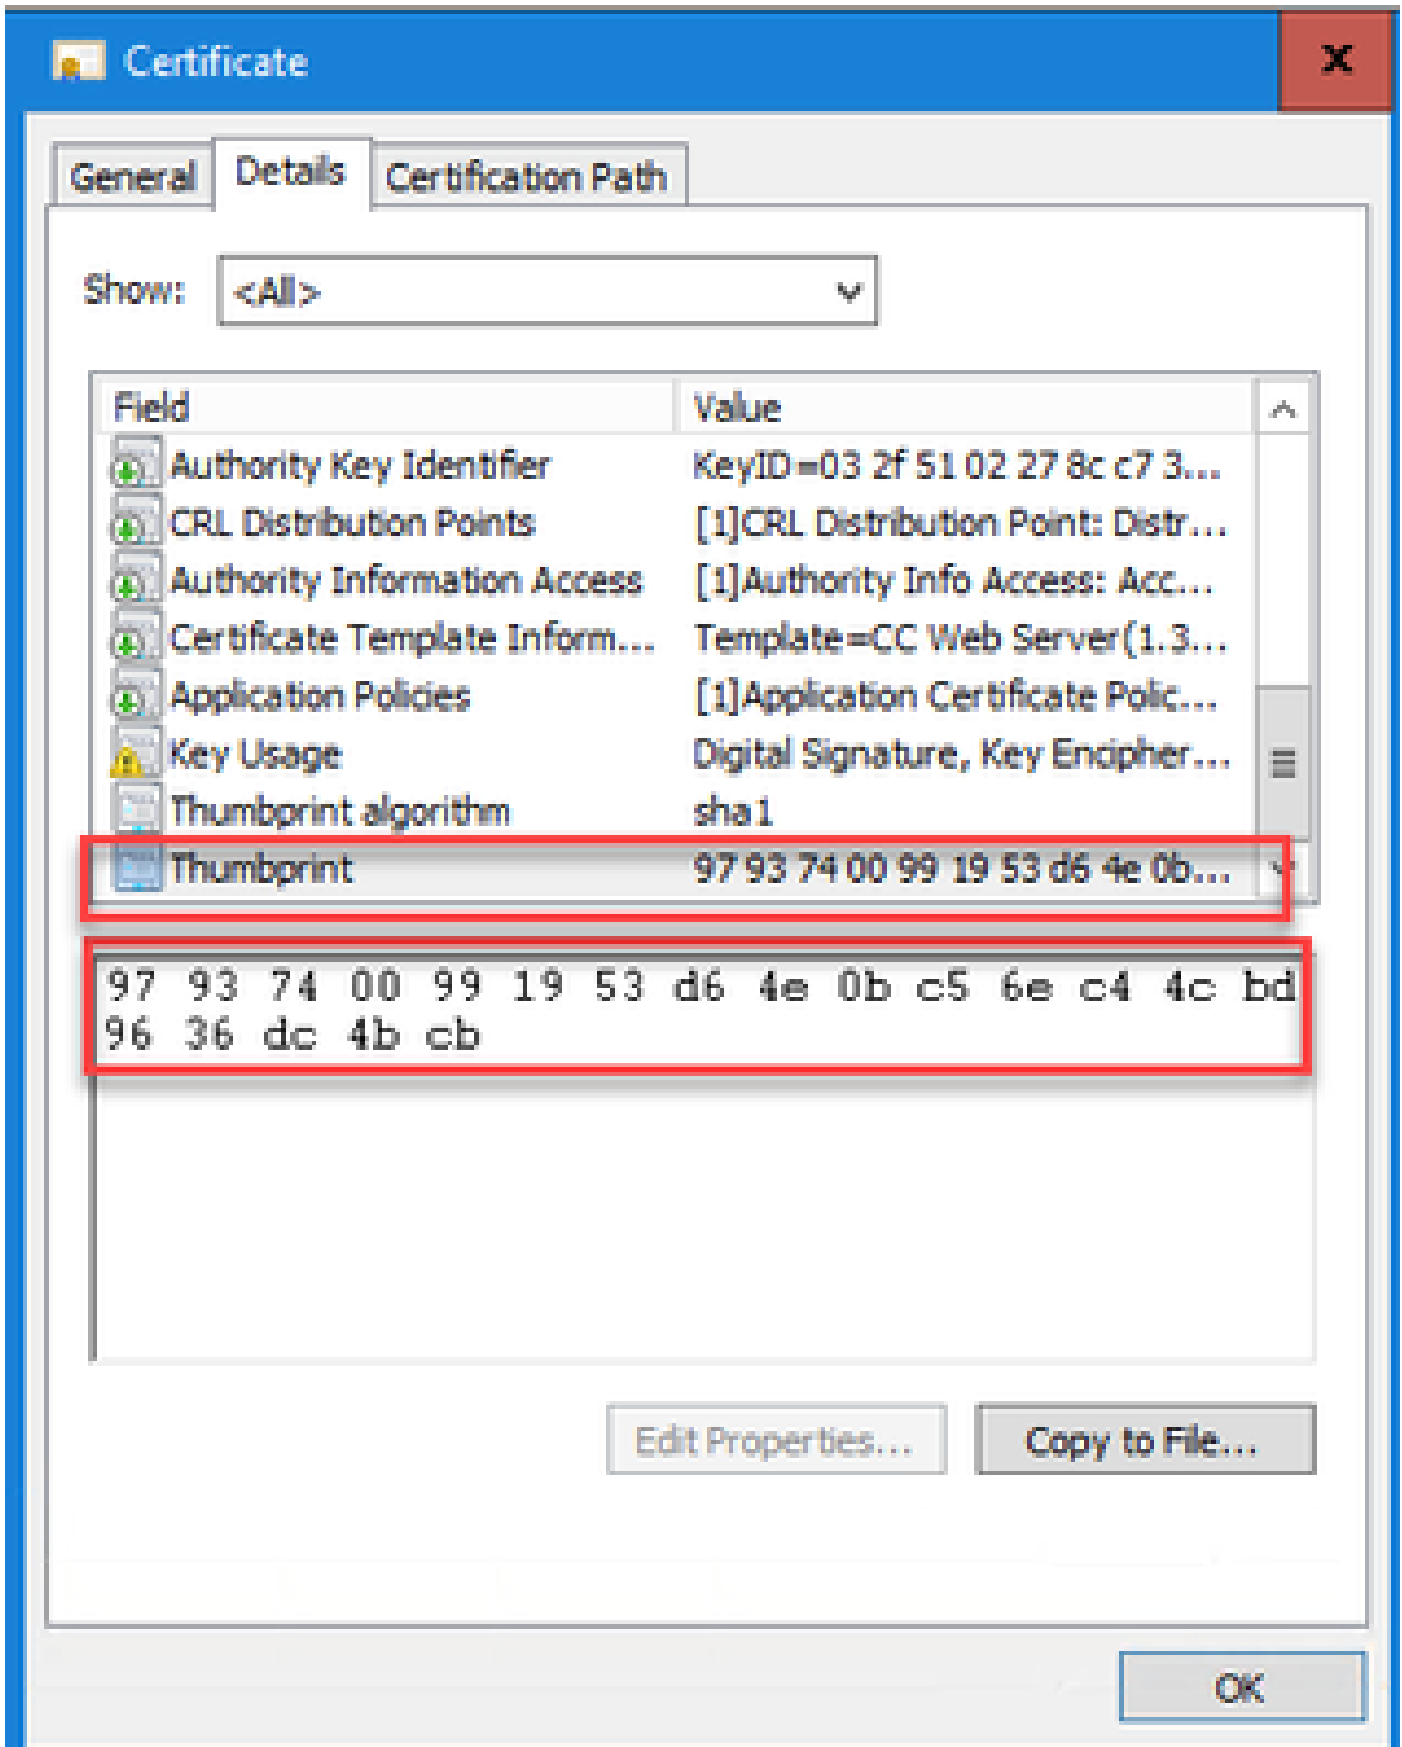 Certificate
x
General Details Certification Path
Show: <All>
Field Value
Authority Key Identifier KeyID=03 2f 51 02 27 8c c7 3...
CRL Distribution Points [1]CRL Distribution Point: Distr...
Authority Information Access [1]Authority Info Access: Acc...
Certificate Template Inform... Template=CC Web Server(1.3...
Application Policies [1]Application Certificate Polic...
Key Usage Digital Signature, Key Encipher...
Thumbprint algorithm sha1
Thumbprint 97 93 74 00 99 19 53 d6 4e 0b...
97 93 74 00 99 19 53 d6 4e 0b c5 6e c4 4c bd
96 36 dc 4b cb
Edit Properties... Copy to File...
OK